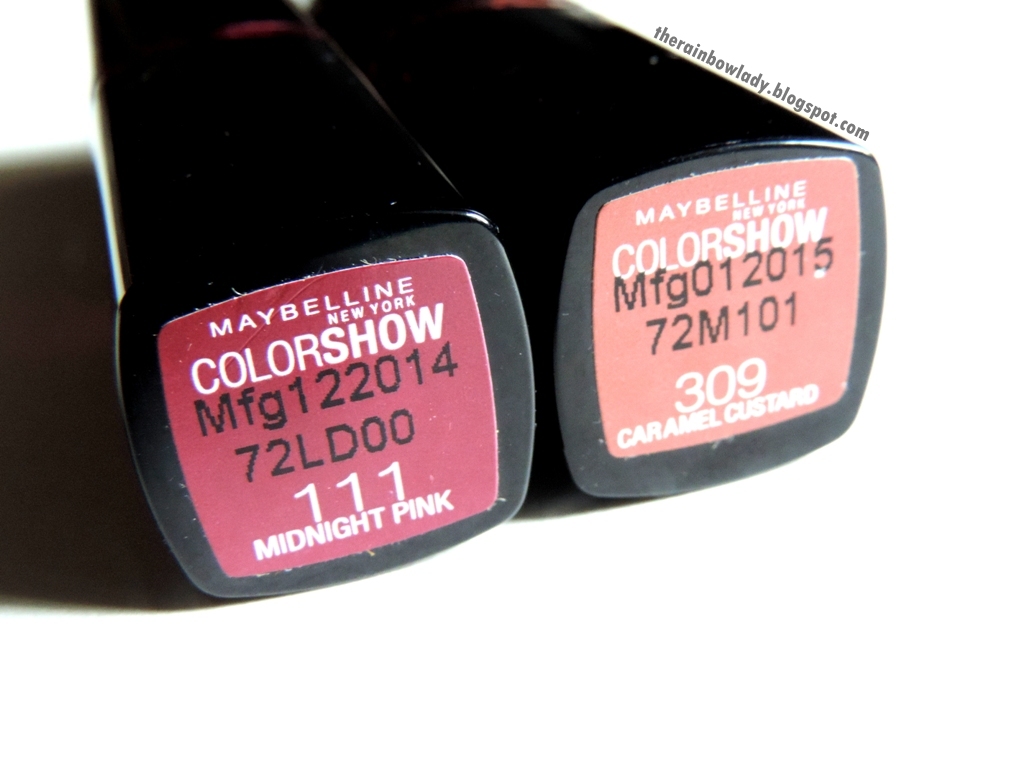 therainbowlady.blogspot.com
MAYBELLINE
NEW YORK
COLORSHOW
Mfg122014
72LD00
111
MIDNIGHT PINK
MAYBELLINE
NEW YORK
COLORSHOW
Mfg012015
72M101
309
CARAMEL CUSTARD